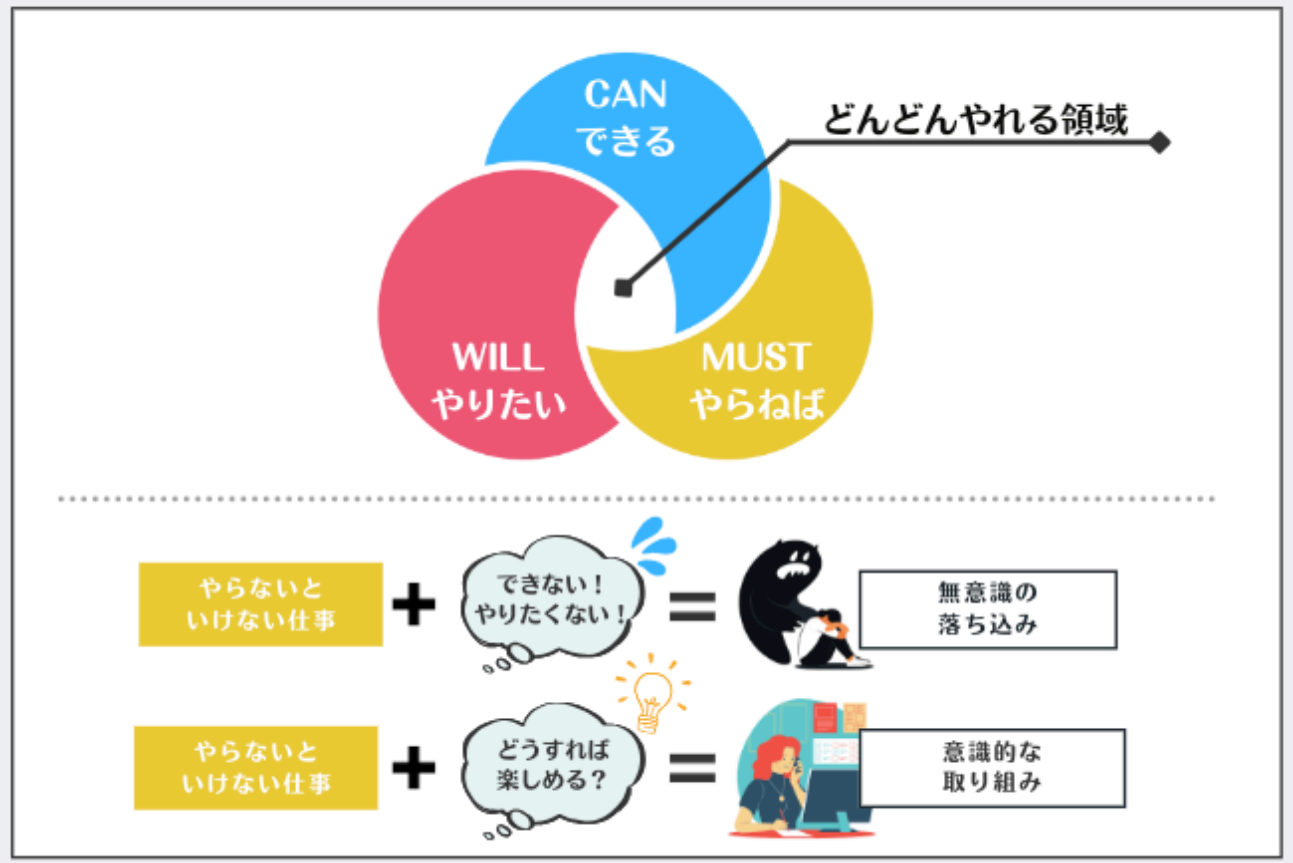 CAN
できる
どんどんやれる領域
WILL
やりたい
MUST
やらねば
やらないと
いけない仕事
+
できない！
やりたくない！
=
無意識の
落ち込み
やらないと
いけない仕事
+
どうすれば
楽しめる？
=
意識的な
取り組み